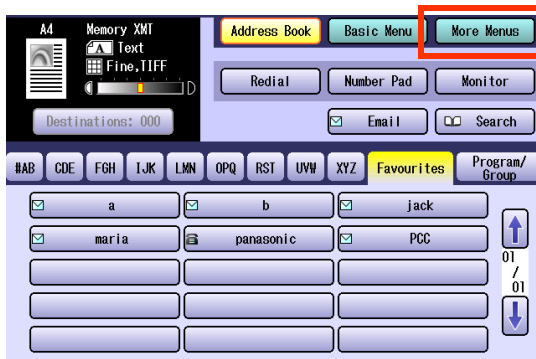 A4 Memory XMT
A Text
Fine,TIFF
D
Destinations: 000
Address Book Basic Menu More Menus
Redial Number Pad Monitor
Email Search
#AB CDE FGH IJK LMN OPQ RST UVW XYZ Favourites Program/
Group
a b jack
maria panasonic PCC
01
/
01